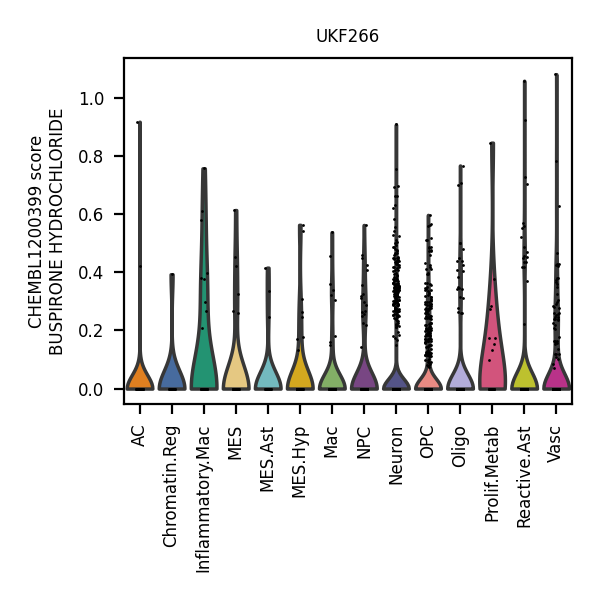 UKF266
CHEMBL1200399 score
BUSPIRONE HYDROCHLORIDE
1.0
0.8
0.6
0.4
0.2
0.0
AC
Chromatin.Reg
Inflammatory.Mac
MES
MES.Ast
MES.Hyp
Mac
NPC
Neuron
OPC
Oligo
Prolif.Metab
Reactive.Ast
Vasc